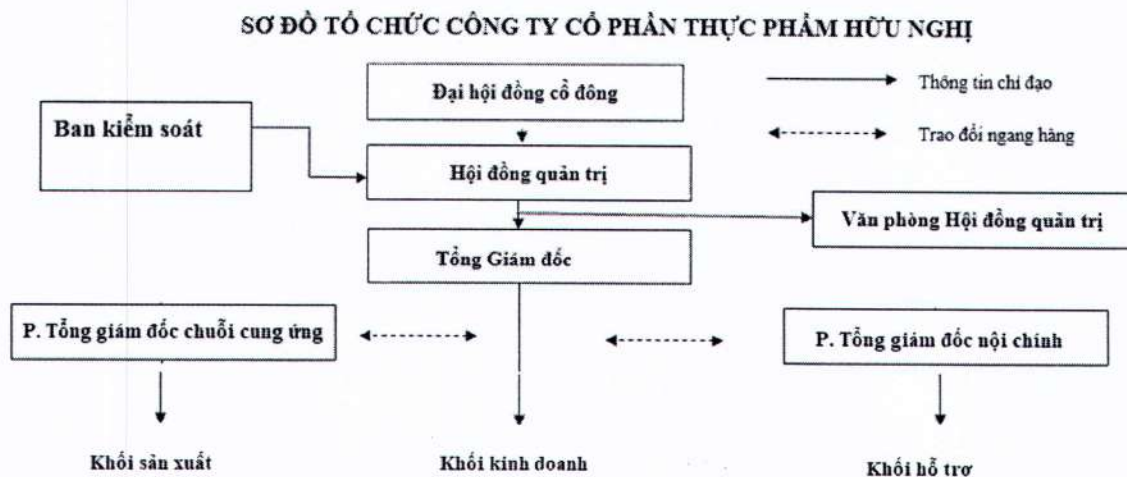 SƠ ĐỒ TỔ CHỨC CÔNG TY CỔ PHẦN THỰC PHẨM HỮU NGHỊ
Đại hội đồng cổ đông
Thông tin chỉ đạo
Ban kiểm soát
Trao đổi ngang hàng
Hội đồng quản trị
Văn phòng Hội đồng quản trị
Tổng Giám đốc
P. Tổng giám đốc chuỗi cung ứng
P. Tổng giám đốc nội chính
Khối sản xuất
Khối kinh doanh
Khối hỗ trợ